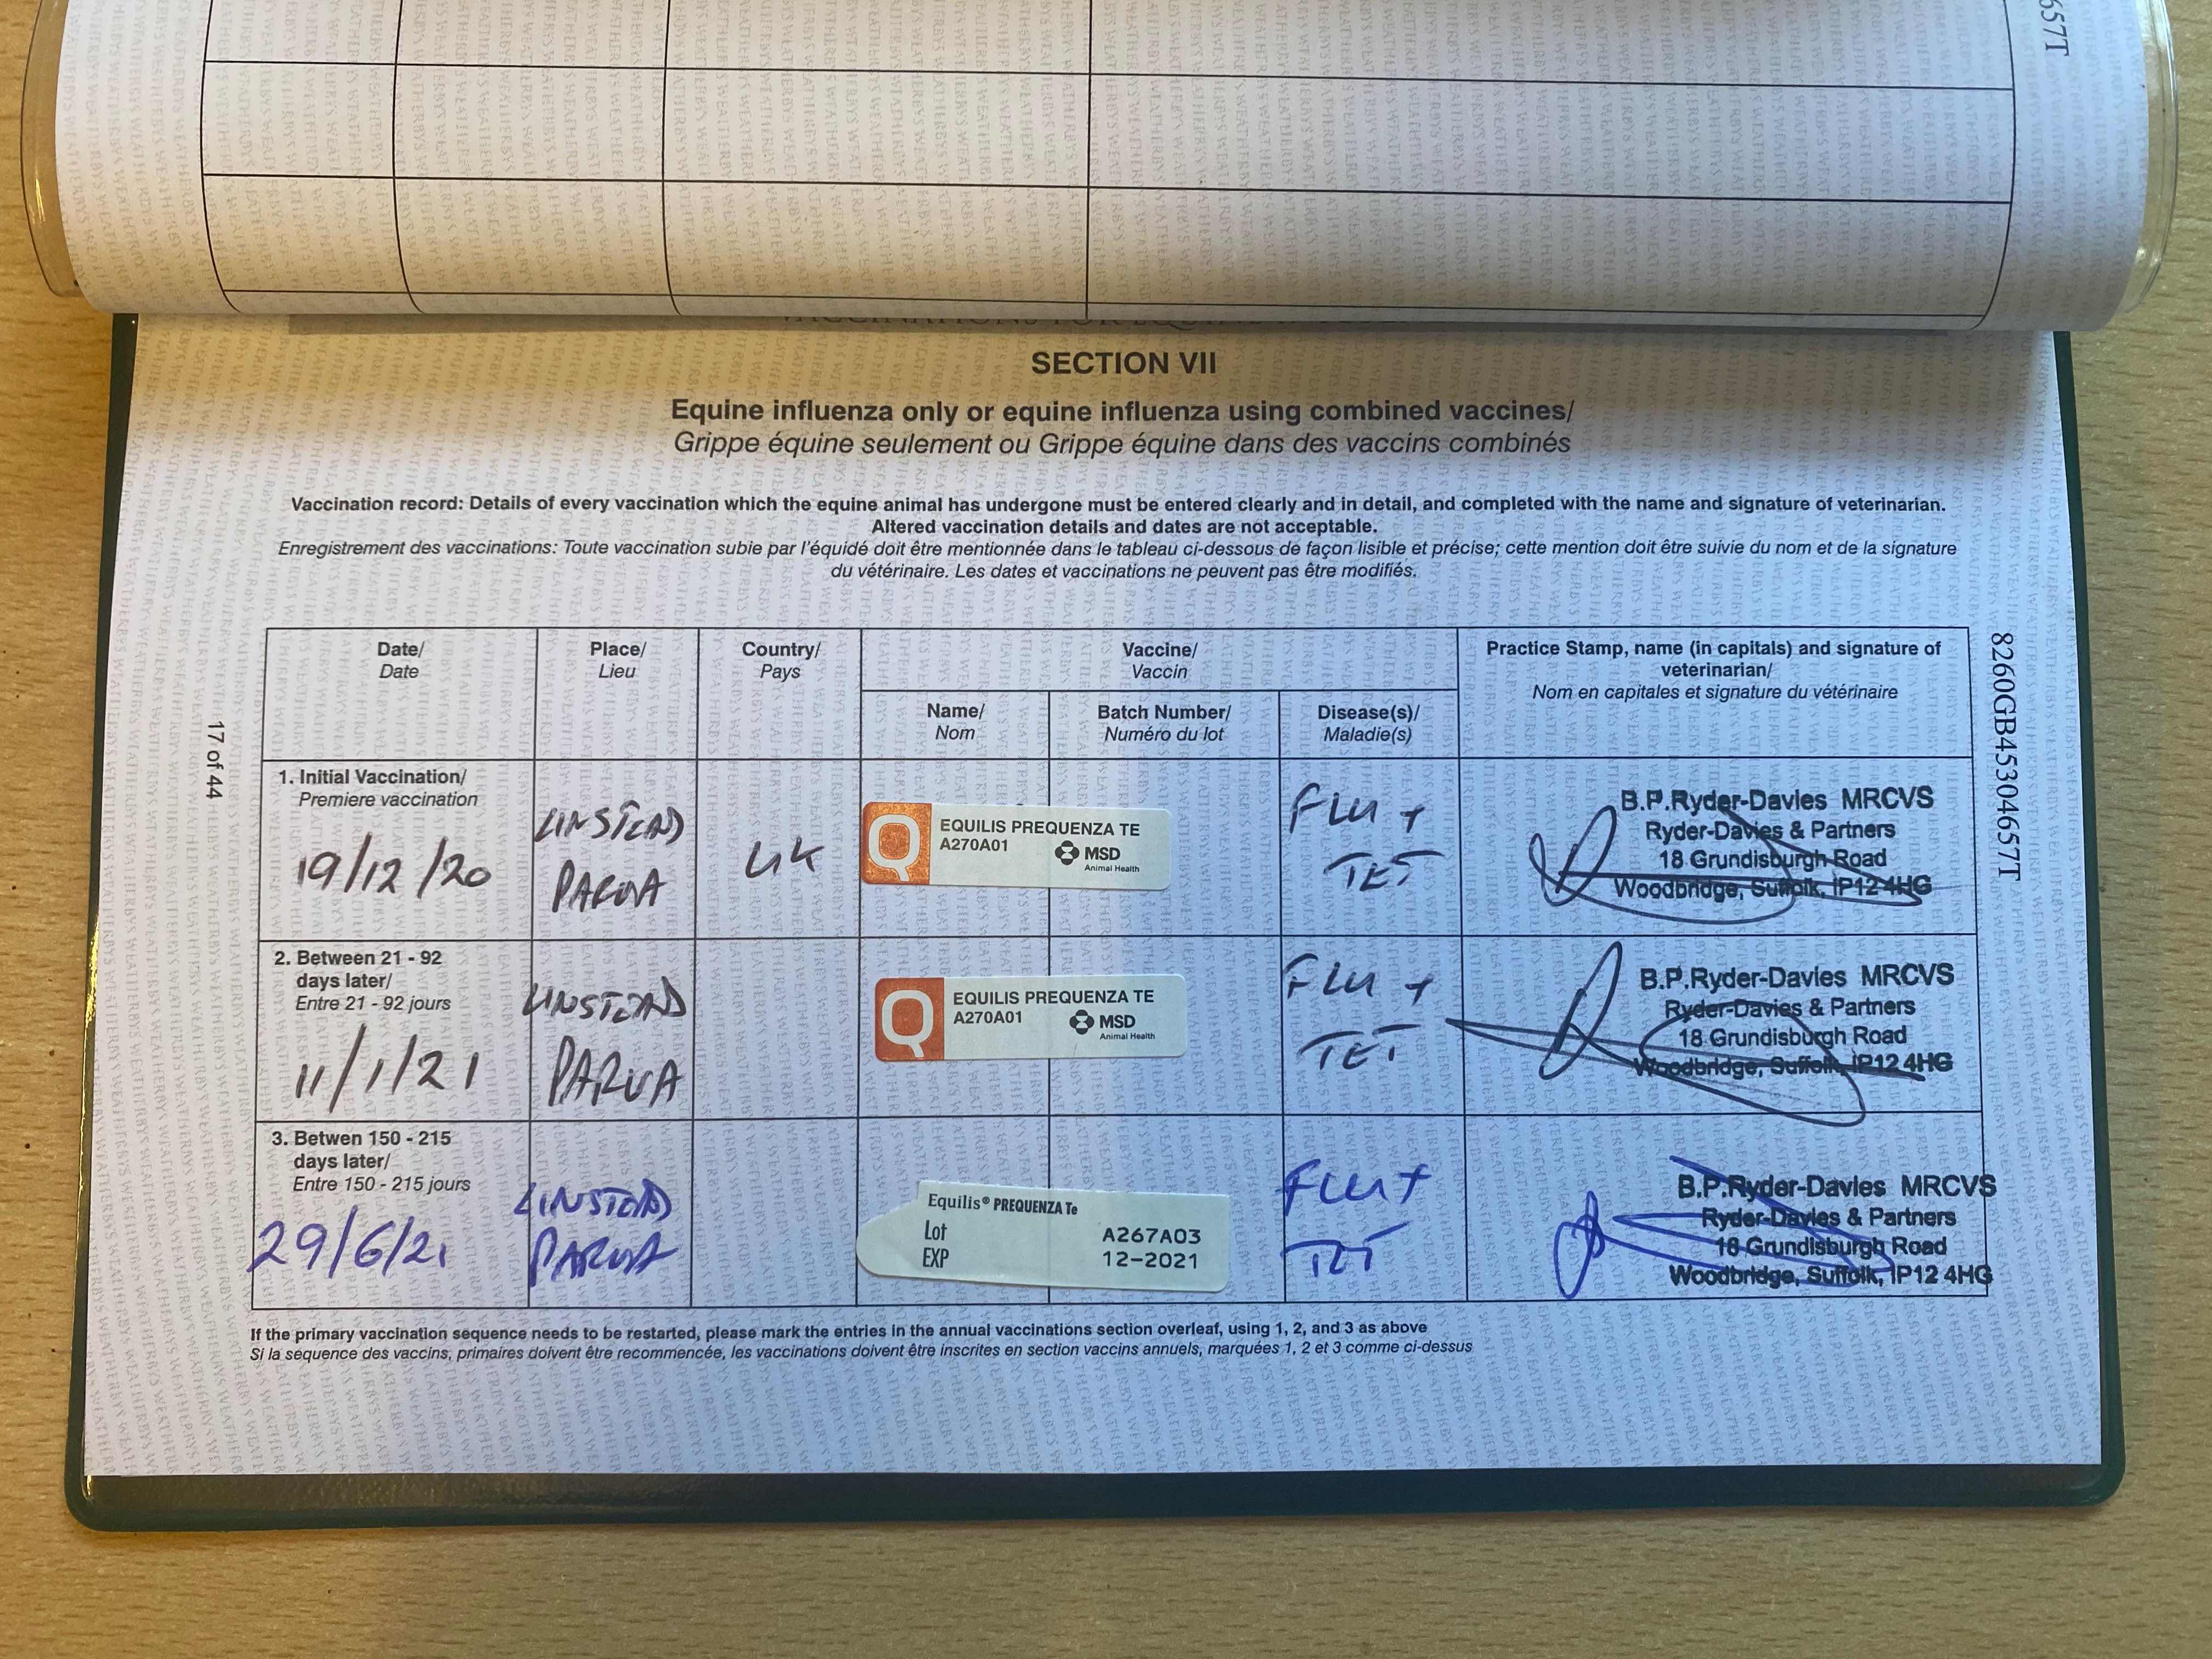 657T
SECTION VII
Equine influenza only or equine influenza using combined vaccines/
Grippe équine seulement ou Grippe équine dans des vaccins combinés
Vaccination record: Details of every vaccination which the equine animal has undergone must be entered clearly and in detail, and completed with the name and signature of veterinarian.
Altered vaccination details and dates are not acceptable.
Enregistrement des vaccinations: Toute vaccination subie par l'équidé doit être mentionnée dans le tableau ci-dessous de façon lisible et précise; cette mention doit être suivie du nom et de la signature
du vétérinaire. Les dates et vaccinations ne peuvent pas être modifiés.
Date/
Date
Place/
Lieu
Country/
Pays
Vaccine/
Vaccin
Name/
Nom
Batch Number/
Numéro du lot
Disease(s)/
Maladie(s)
Practice Stamp, name (in capitals) and signature of
veterinarian/
Nom en capitales et signature du vétérinaire
1. Initial Vaccination/
Premiere vaccination
19/12/20
LINSTEAD
PARVA
UK
Q
EQUILIS PREQUENZA TE
A270A01
MSD
Animal Health
FLU +
TET
B.P.Ryder-Davies MRCVS
Ryder-Davies & Partners
18 Grundisburgh Road
Woodbridge, Suffolk, IP12 4HG
2. Between 21 - 92
days later/
Entre 21 - 92 jours
11/1/21
LINSTEAD
PARVA
Q
EQUILIS PREQUENZA TE
A270A01
MSD
Animal Health
FLU +
TET
B.P.Ryder-Davies MRCVS
Ryder-Davies & Partners
18 Grundisburgh Road
Woodbridge, Suffolk, IP12 4HG
3. Betwen 150 - 215
days later/
Entre 150 - 215 jours
29/6/21
LINSTEAD
PARVA
Equilis® PREQUENZA Te
Lot A267A03
EXP 12-2021
FLU +
TET
B.P.Ryder-Davies MRCVS
Ryder-Davies & Partners
18 Grundisburgh Road
Woodbridge, Suffolk, IP12 4HG
If the primary vaccination sequence needs to be restarted, please mark the entries in the annual vaccinations section overleaf, using 1, 2, and 3 as above
Si la sequence des vaccins, primaires doivent être recommencée, les vaccinations doivent être inscrites en section vaccins annuels, marquées 1, 2 et 3 comme ci-dessus
17 of 44
8260GB45304657T